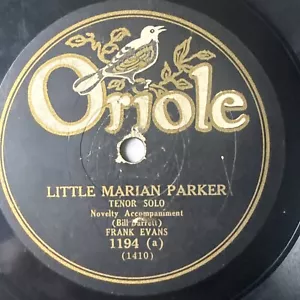 Oriole
LITTLE MARIAN PARKER
TENOR SOLO
Novelty Accompaniment
(Bill Barrett)
FRANK EVANS
1194 (a)
(1410)